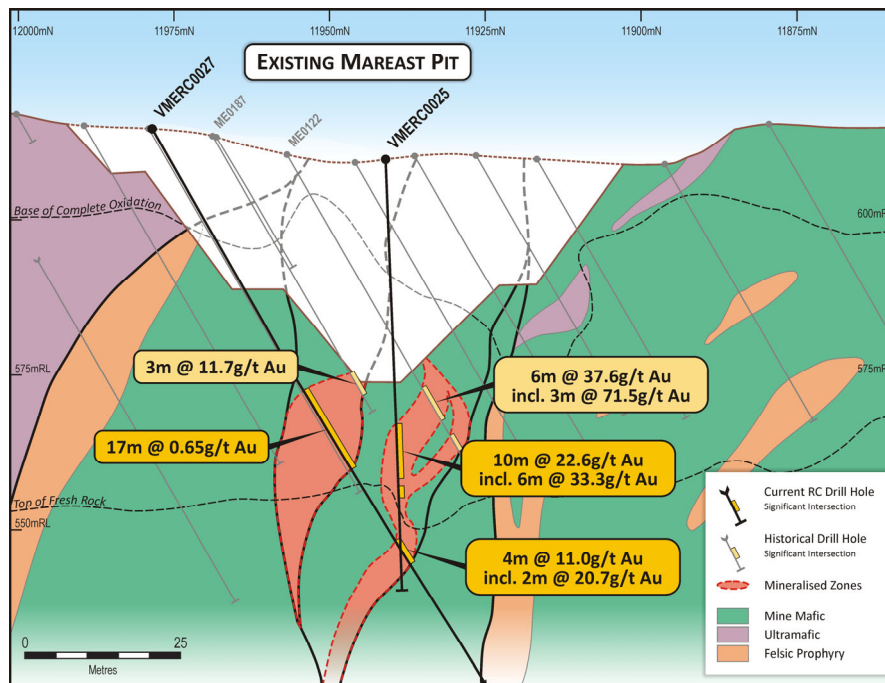 12000mN
11975mN
11950mN
11925mN
11900mN
11875mN
EXISTING MAREAST PIT
VMERC0027
ME0187
ME0122
VMERC0025
Base of Complete Oxidation
600mRL
575mRL
575mRL
3m @ 11.7g/t Au
6m @ 37.6g/t Au
incl. 3m @ 71.5g/t Au
17m @ 0.65g/t Au
10m @ 22.6g/t Au
incl. 6m @ 33.3g/t Au
Top of Fresh Rock
550mRL
4m @ 11.0g/t Au
incl. 2m @ 20.7g/t Au
0
25
Metres
Current RC Drill Hole
Significant Intersection
Historical Drill Hole
Significant Intersection
Mineralised Zones
Mine Mafic
Ultramafic
Felsic Prophyry